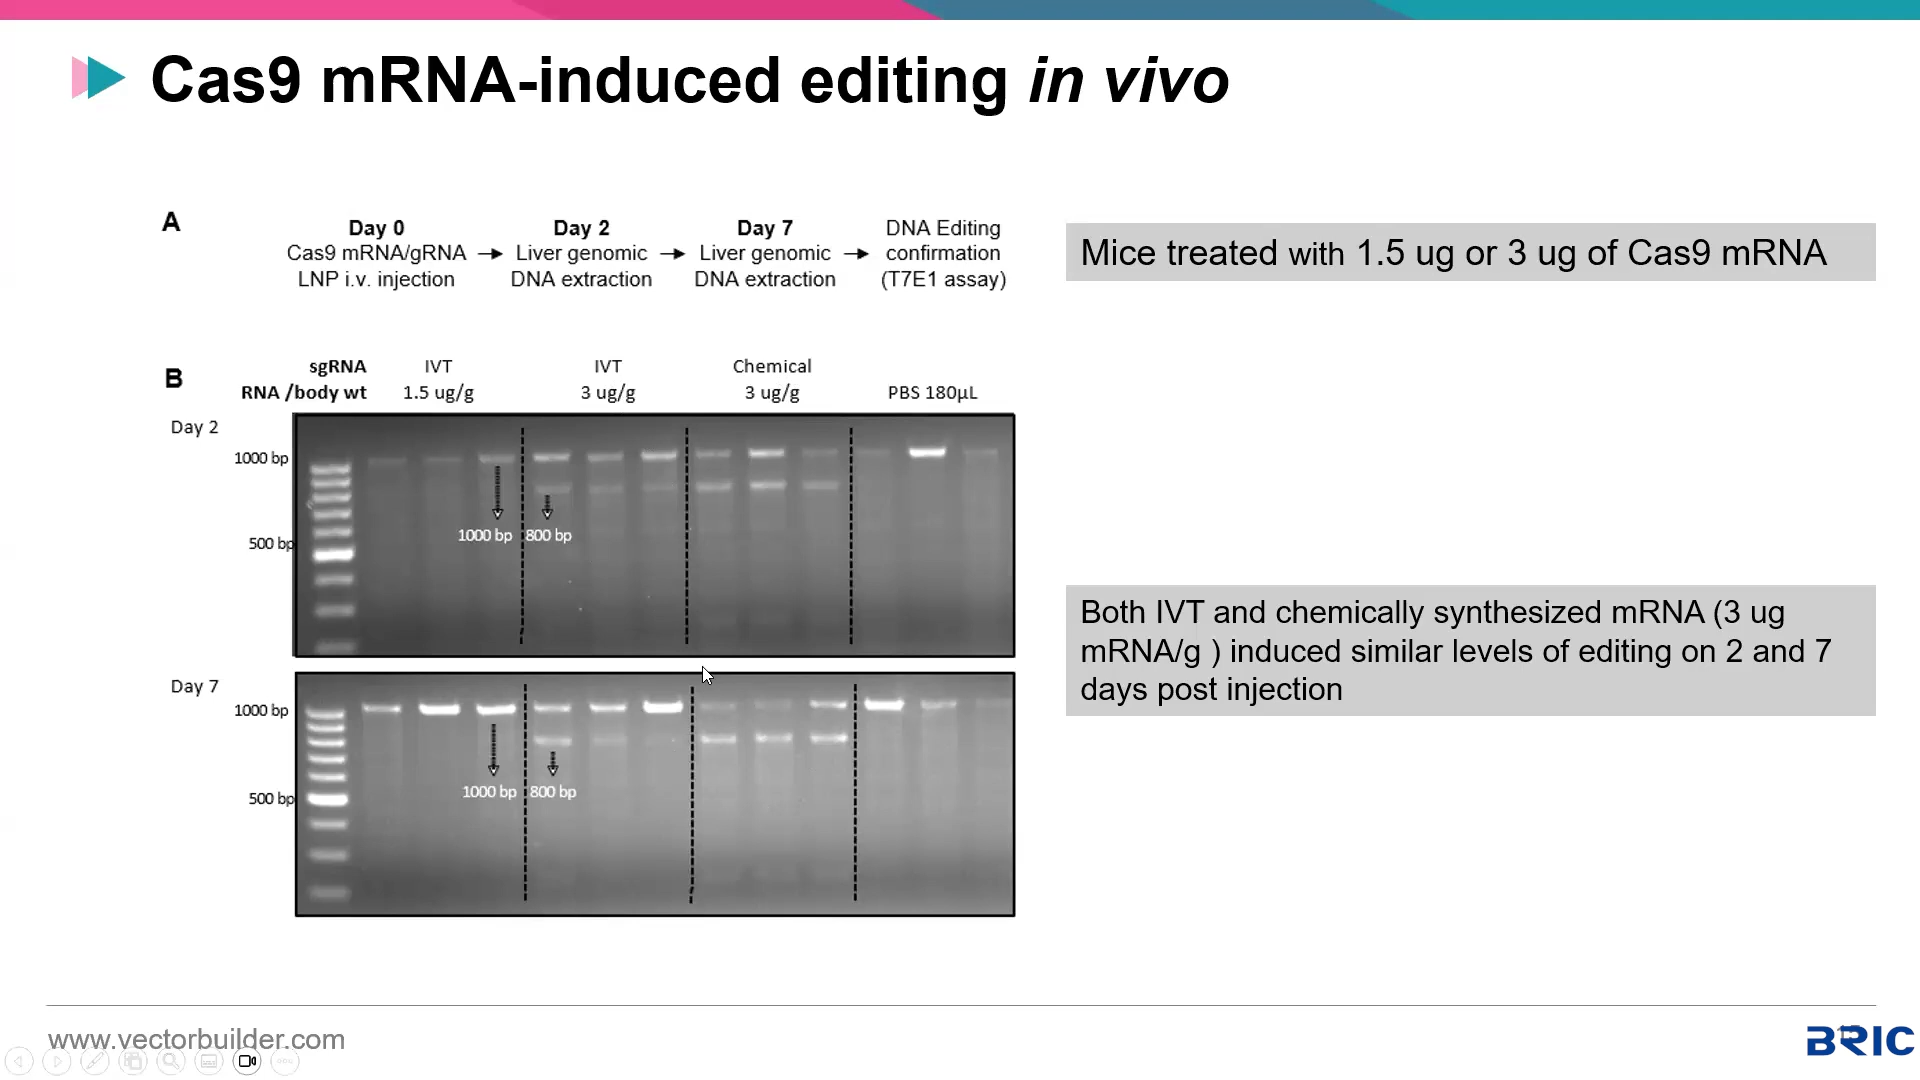 Cas9 mRNA-induced editing in vivo
A
Day 0
Cas9 mRNA/gRNA
LNP i.v. injection
Day 2
Liver genomic
DNA extraction
Day 7
Liver genomic
DNA extraction
DNA Editing
confirmation
(T7E1 assay)
Mice treated with 1.5 ug or 3 ug of Cas9 mRNA
B
sgRNA IVT IVT Chemical
RNA /body wt 1.5 ug/g 3 ug/g 3 ug/g PBS 180µL
Day 2
1000 bp
500 bp
1000 bp 800 bp
Day 7
1000 bp
500 bp
1000 bp 800 bp
Both IVT and chemically synthesized mRNA (3 ug
mRNA/g ) induced similar levels of editing on 2 and 7
days post injection
www.vectorbuilder.com
BRIC